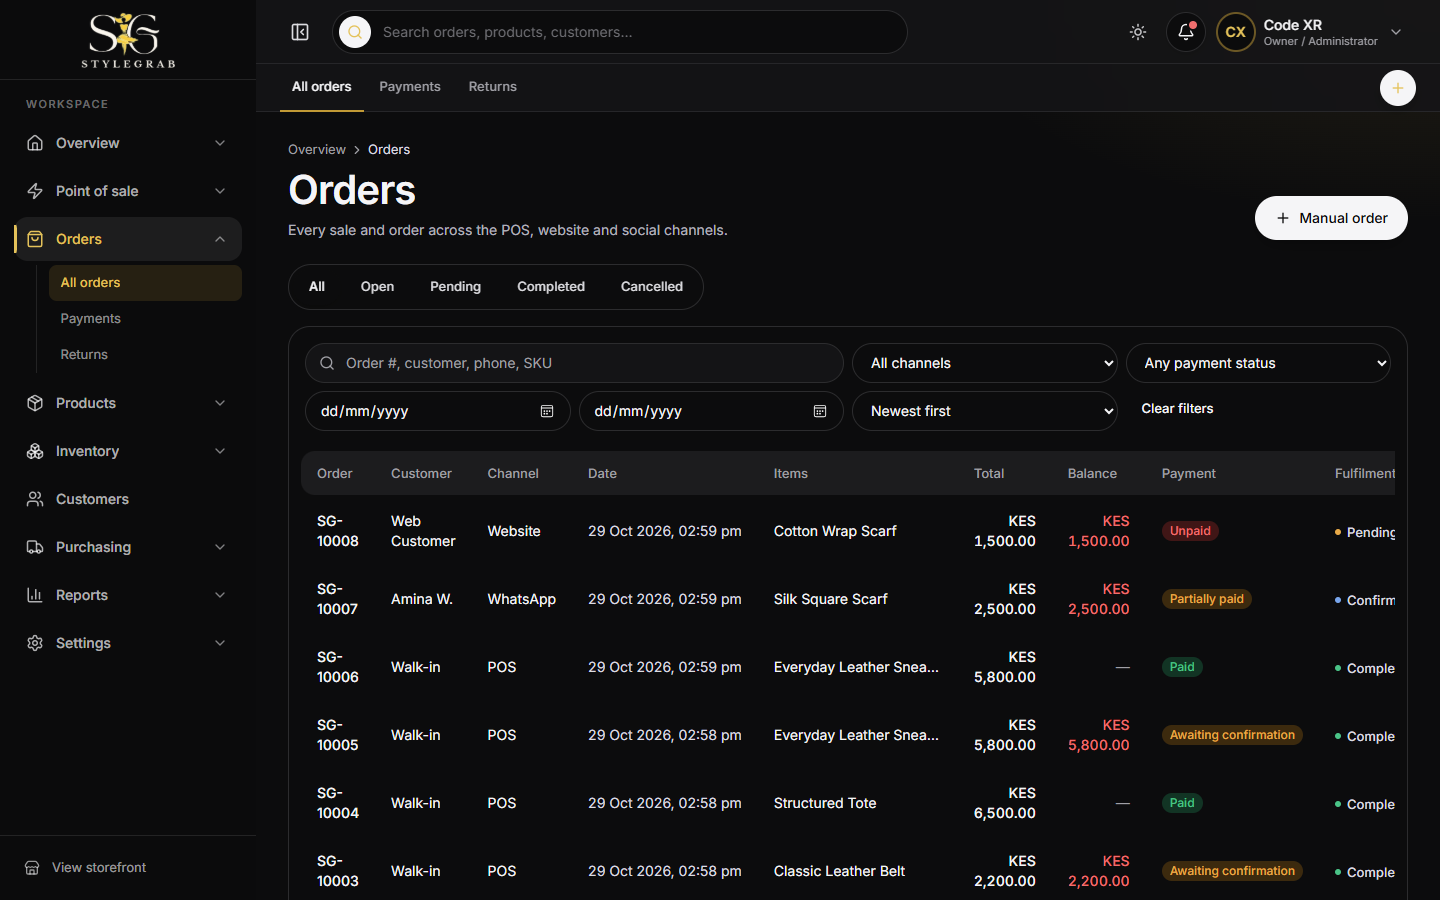 SG
STYLEGRAB
Search orders, products, customers...
CX
Code XR
Owner / Administrator
WORKSPACE
Overview
Point of sale
Orders
All orders
Payments
Returns
Products
Inventory
Customers
Purchasing
Reports
Settings
View storefront
All orders
Payments
Returns
Overview > Orders
Orders
Every sale and order across the POS, website and social channels.
+ Manual order
All
Open
Pending
Completed
Cancelled
Order #, customer, phone, SKU
All channels
Any payment status
dd/mm/yyyy
dd/mm/yyyy
Newest first
Clear filters
Order Customer Channel Date Items Total Balance Payment Fulfilment
SG-10008 Web Customer Website 29 Oct 2026, 02:59 pm Cotton Wrap Scarf KES 1,500.00 KES 1,500.00 Unpaid Pending
SG-10007 Amina W. WhatsApp 29 Oct 2026, 02:59 pm Silk Square Scarf KES 2,500.00 KES 2,500.00 Partially paid Confirm
SG-10006 Walk-in POS 29 Oct 2026, 02:59 pm Everyday Leather Snea... KES 5,800.00 — Paid Comple
SG-10005 Walk-in POS 29 Oct 2026, 02:58 pm Everyday Leather Snea... KES 5,800.00 KES 5,800.00 Awaiting confirmation Comple
SG-10004 Walk-in POS 29 Oct 2026, 02:58 pm Structured Tote KES 6,500.00 — Paid Comple
SG-10003 Walk-in POS 29 Oct 2026, 02:58 pm Classic Leather Belt KES 2,200.00 KES 2,200.00 Awaiting confirmation Comple